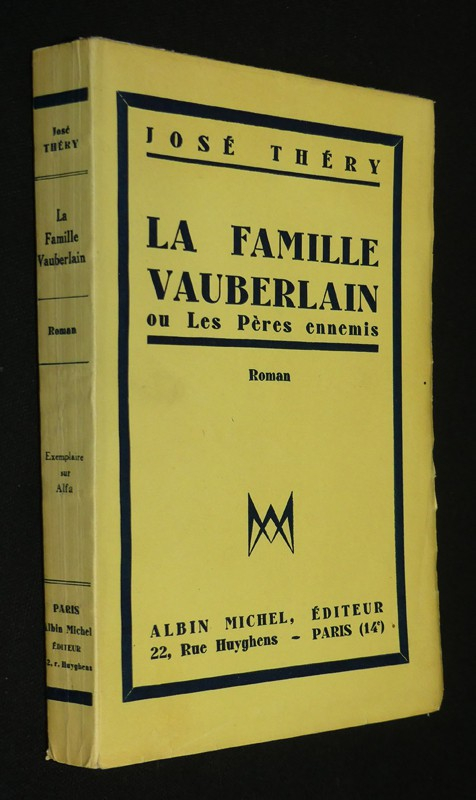 José
THÉRY
La
Famille
Vauberlain
Roman
Exemplaire
sur
Alfa
PARIS
Albin Michel
ÉDITEUR
22, r. Huyghens
JOSÉ THÉRY
LA FAMILLE
VAUBERLAIN
ou Les Pères ennemis
Roman
ALBIN MICHEL, ÉDITEUR
22, Rue Huyghens – PARIS (14e)